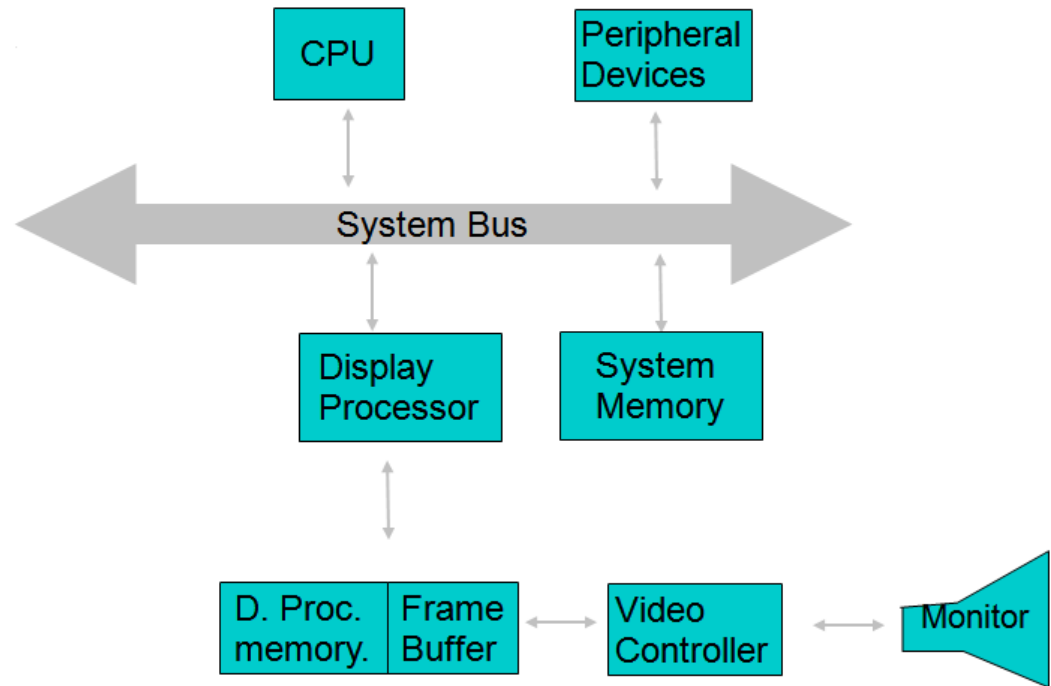 CPU
Peripheral
Devices
System Bus
Display
Processor
System
Memory
D. Proc.
memory.
Frame
Buffer
Video
Controller
Monitor